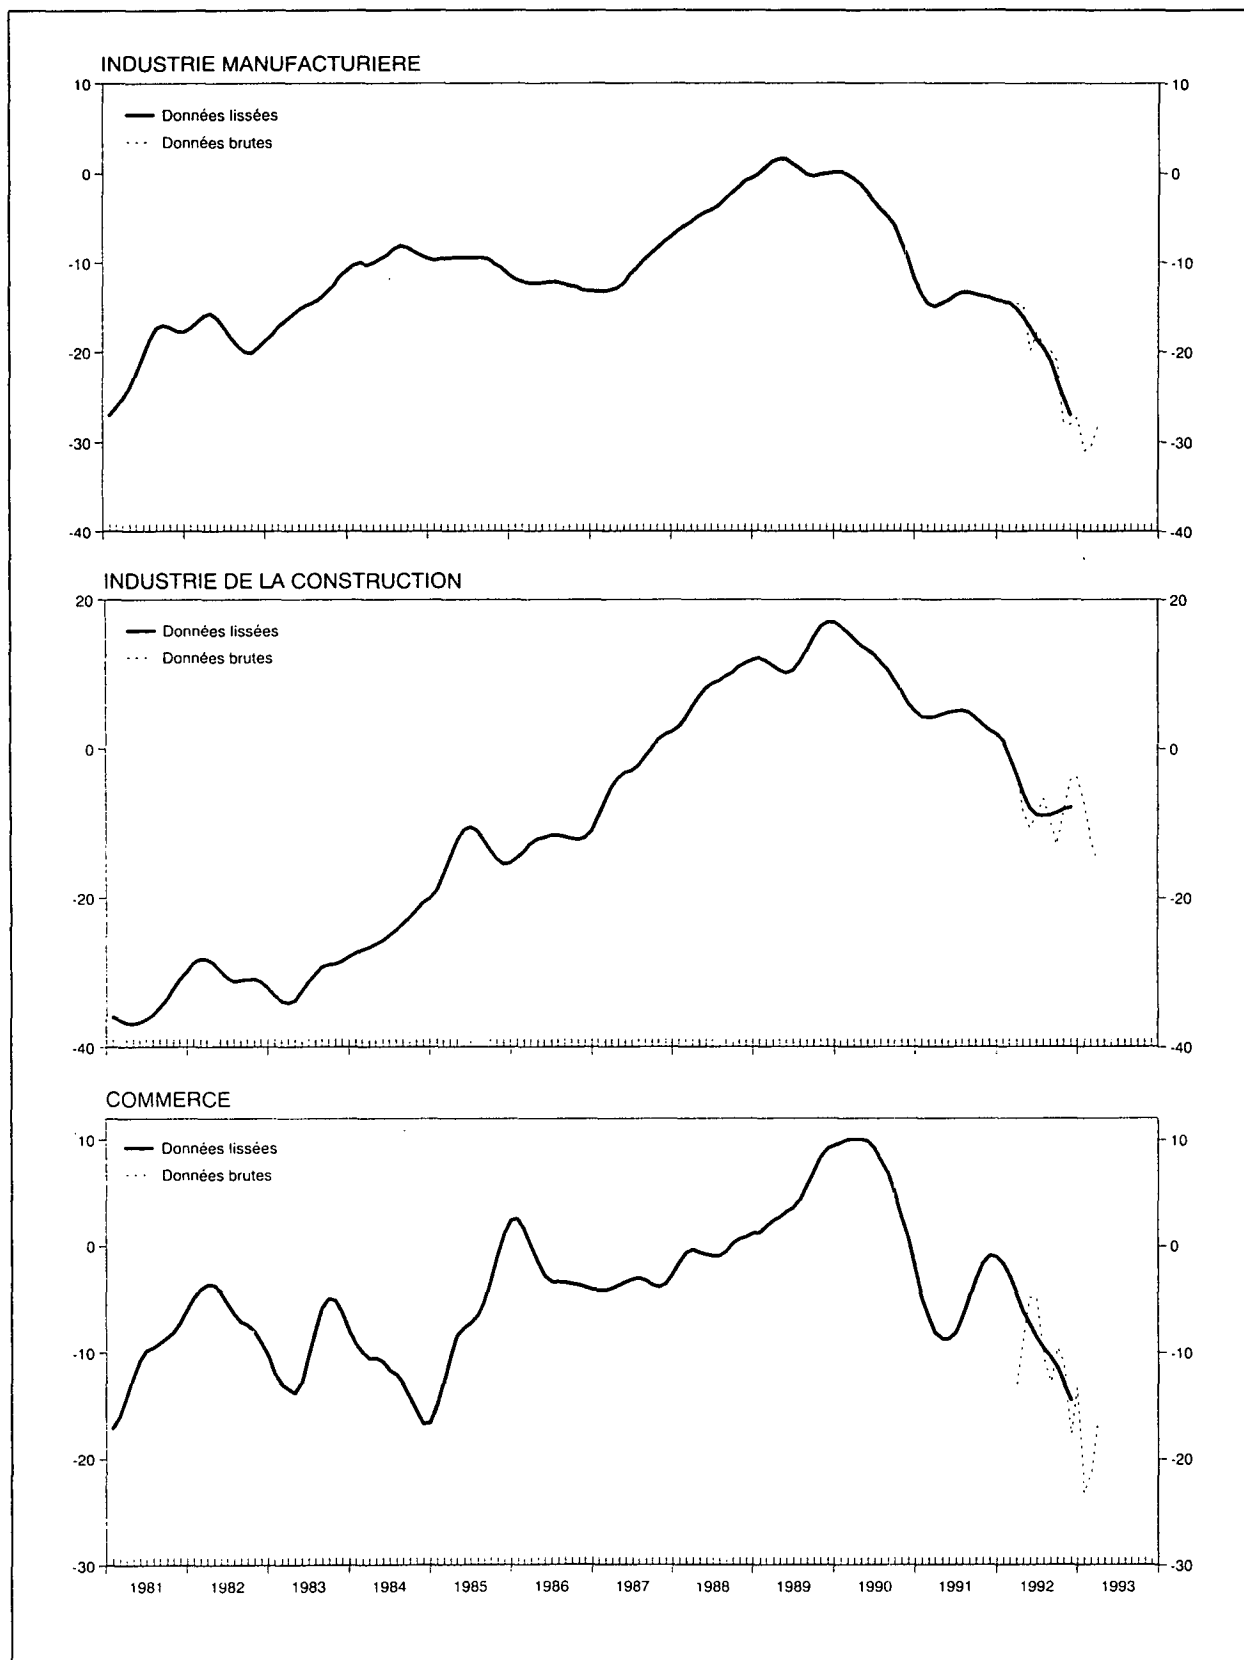 INDUSTRIE MANUFACTURIERE
10 10
Données lissées
Données brutes
0 0
-10 -10
-20 -20
-30 -30
-40 -40
INDUSTRIE DE LA CONSTRUCTION
20 20
Données lissées
Données brutes
0 0
-20 -20
-40 -40
COMMERCE
10 10
Données lissées
Données brutes
0 0
-10 -10
-20 -20
-30 -30
1981 1982 1983 1984 1985 1986 1987 1988 1989 1990 1991 1992 1993